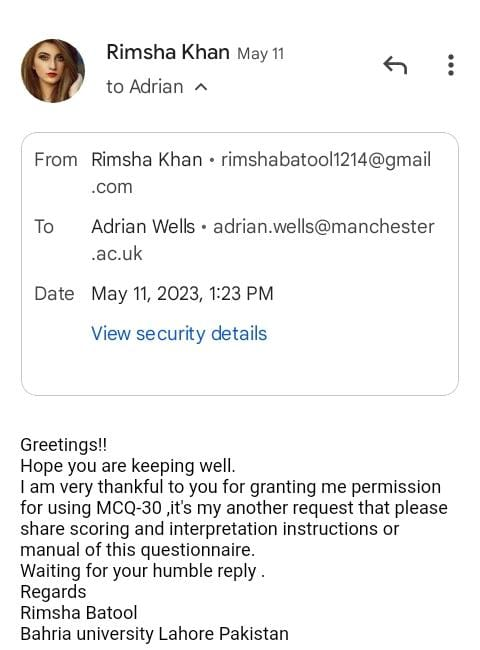 Rimsha Khan May 11
to Adrian
From Rimsha Khan • rimshabatool1214@gmail
.com
To Adrian Wells • adrian.wells@manchester
.ac.uk
Date May 11, 2023, 1:23 PM
View security details
Greetings!!
Hope you are keeping well.
I am very thankful to you for granting me permission
for using MCQ-30 ,it's my another request that please
share scoring and interpretation instructions or
manual of this questionnaire.
Waiting for your humble reply .
Regards
Rimsha Batool
Bahria university Lahore Pakistan